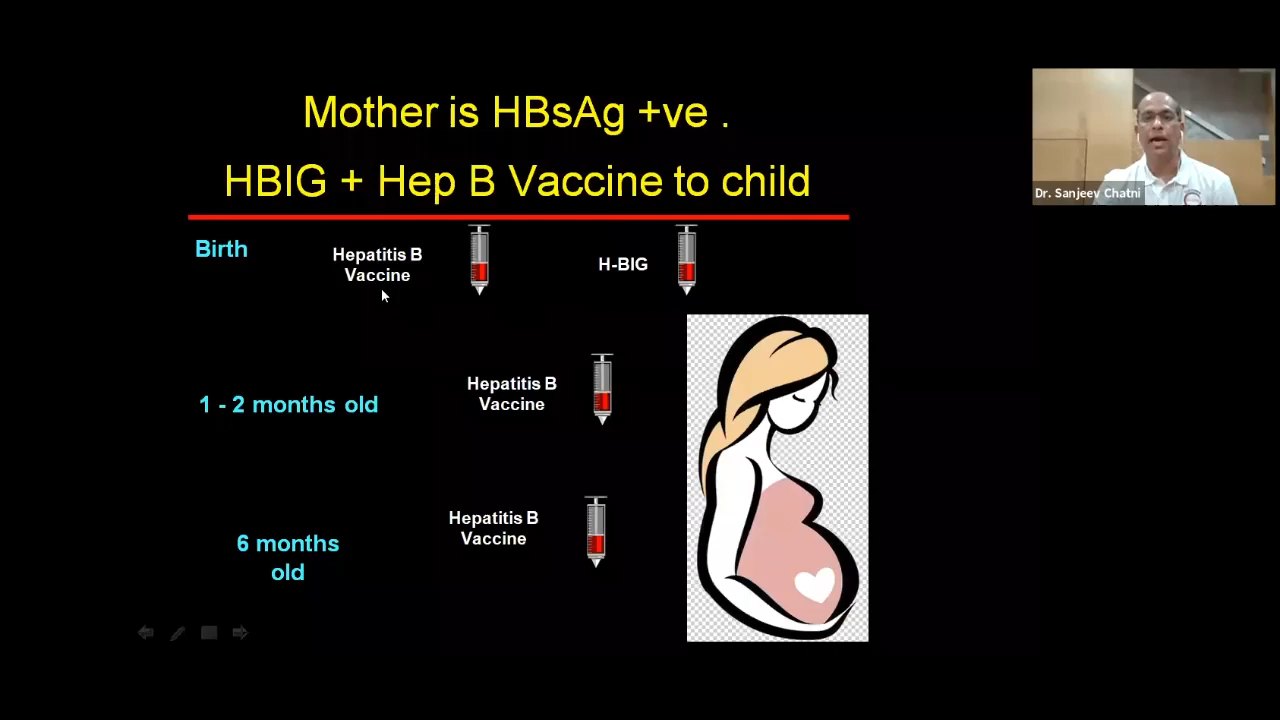 Mother is HBsAg +ve .
HBIG + Hep B Vaccine to child
Dr. Sanjeev Chatni
Birth
Hepatitis B
Vaccine
H-BIG
1 - 2 months old
Hepatitis B
Vaccine
6 months
old
Hepatitis B
Vaccine